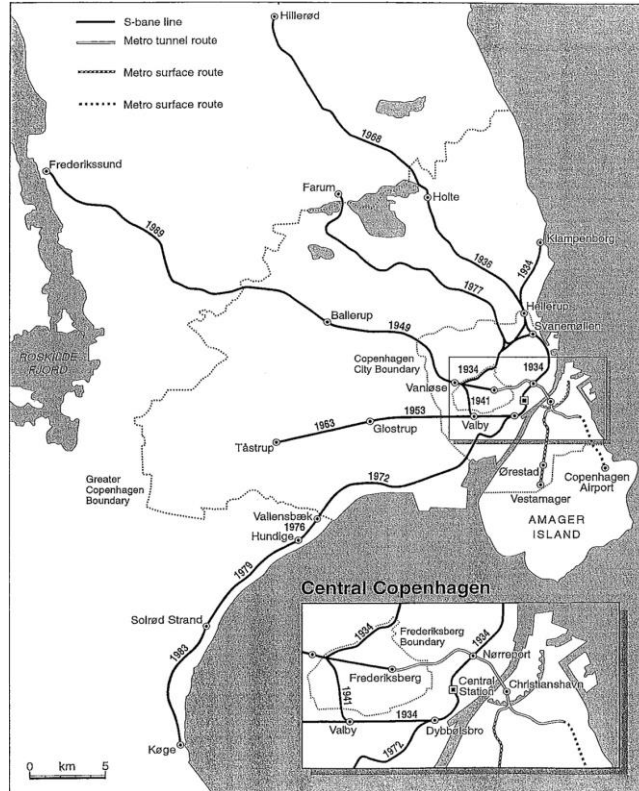 S-bane line
Metro tunnel route
Metro surface route
Metro surface route
Hillerød
1968
Frederikssund
Farum
Holte
1989
Klampenborg
1936
1934
1977
Hellerup
Svanemøllen
Ballerup
1949
Copenhagen
City Boundary
1934
1934
Vanløse
ROSKILDE
FJORD
1941
1953
1963
Glostrup
Valby
Tåstrup
Greater
Copenhagen
Boundary
1972
Ørestad
Vestamager
Copenhagen
Airport
AMAGER
ISLAND
Vallensbæk
1976
Hundige
1979
Solrød Strand
1983
Køge
0 km 5
Central Copenhagen
1934
Frederiksberg
Boundary
1934
Nørreport
Frederiksberg
Central
Station
Christianshavn
1941
1934
Valby
Dybbølsbro
1972